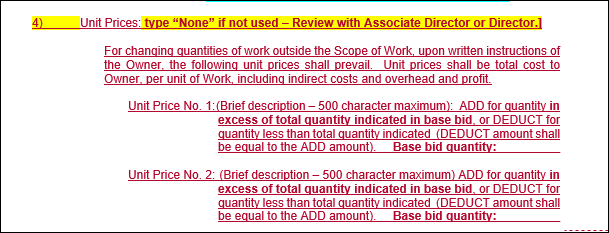 4) Unit Prices: type “None” if not used – Review with Associate Director or Director.]
For changing quantities of work outside the Scope of Work, upon written instructions of
the Owner, the following unit prices shall prevail. Unit prices shall be total cost to
Owner, per unit of Work, including indirect costs and overhead and profit.
Unit Price No. 1:(Brief description – 500 character maximum): ADD for quantity in
excess of total quantity indicated in base bid, or DEDUCT for
quantity less than total quantity indicated (DEDUCT amount shall
be equal to the ADD amount). Base bid quantity:
Unit Price No. 2: (Brief description – 500 character maximum) ADD for quantity in
excess of total quantity indicated in base bid, or DEDUCT for
quantity less than total quantity indicated (DEDUCT amount shall
be equal to the ADD amount). Base bid quantity: